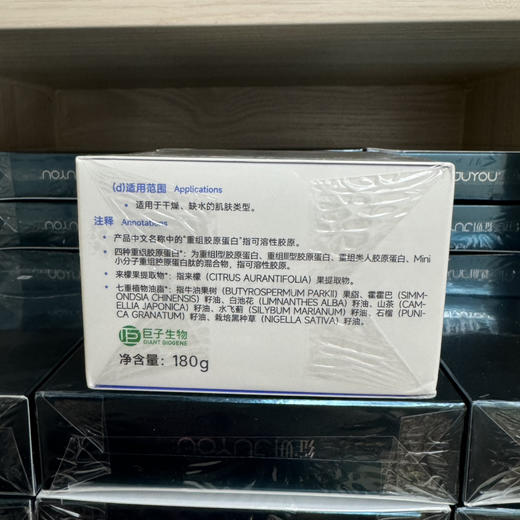 (d)适用范围 Applications
• 适用于干燥、缺水的肌肤类型。
注释 Annotations
• 产品中文名称中的“重组胶原蛋白”指可溶性胶原。
• 四种重组胶原蛋白*：为重组I型胶原蛋白、重组III型胶原蛋白、重组类人胶原蛋白、Mini
小分子重组胶原蛋白肽的混合物，指可溶性胶原。
• 来檬果提取物*：指来檬 (CITRUS AURANTIFOLIA) 果提取物。
• 七重植物油脂*：指牛油果树 (BUTYROSPERMUM PARKII) 果脂、霍霍巴 (SIMM-
ONDSIA CHINENSIS) 籽油、白池花 (LIMNANTHES ALBA) 籽油、山茶 (CAM-
ELLIA JAPONICA) 籽油、水飞蓟 (SILYBUM MARIANUM) 籽油、石榴 (PUNI-
CA GRANATUM) 籽油、栽培黑种草 (NIGELLA SATIVA) 籽油。
巨子生物
GIANT BIOGENE
净含量：180g
JUYOU
JUYOU
JUYOU